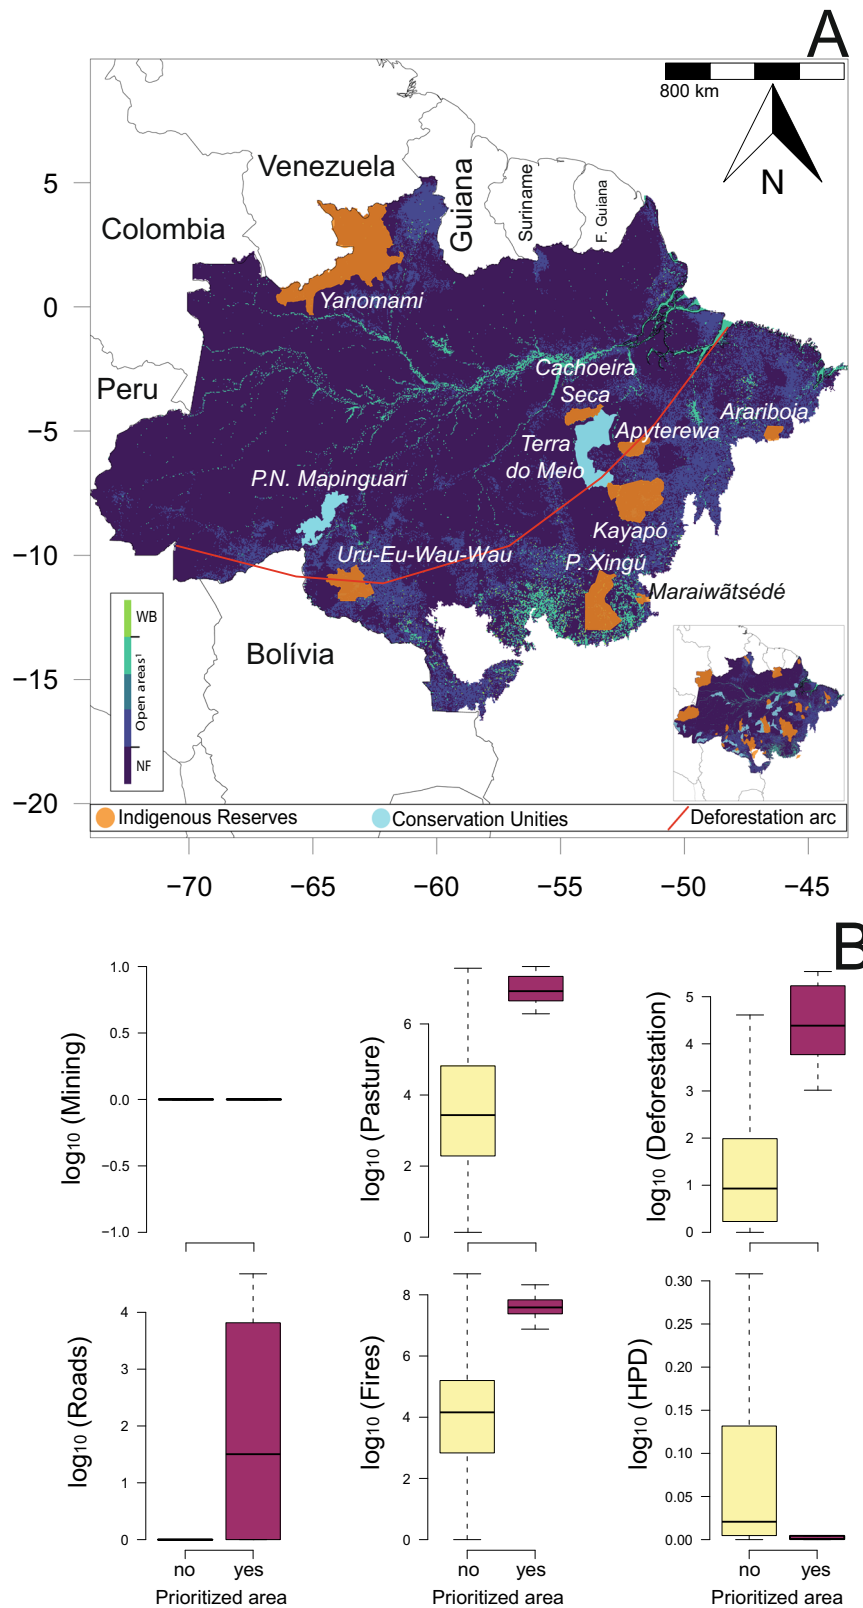 A
800 km
N
Venezuela
Colombia
Guiana
Suriname
F. Guiana
Peru
Bolívia
Yanomami
Cachoeira
Seca
Arariboia
Apyterewa
Terra
do Meio
P.N. Mapinguari
Kayapó
Uru-Eu-Wau-Wau
P. Xingú
Maraiwãtsédé
5
0
−5
−10
−15
−20
WB
Open areas¹
NF
Indigenous Reserves
Conservation Unities
Deforestation arc
−70
−65
−60
−55
−50
−45
B
log10 (Mining)
1.0
0.5
0.0
−0.5
−1.0
log10 (Pasture)
6
4
2
0
log10 (Deforestation)
5
4
3
2
1
0
log10 (Roads)
4
3
2
1
0
no
yes
Prioritized area
log10 (Fires)
8
6
4
2
0
no
yes
Prioritized area
log10 (HPD)
0.30
0.25
0.20
0.15
0.10
0.05
0.00
no
yes
Prioritized area